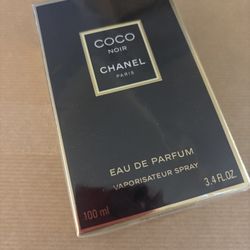 COCO
NOIR
CHANEL
PARIS
EAU DE PARFUM
VAPORISATEUR SPRAY
100 ml
3.4 FL.OZ